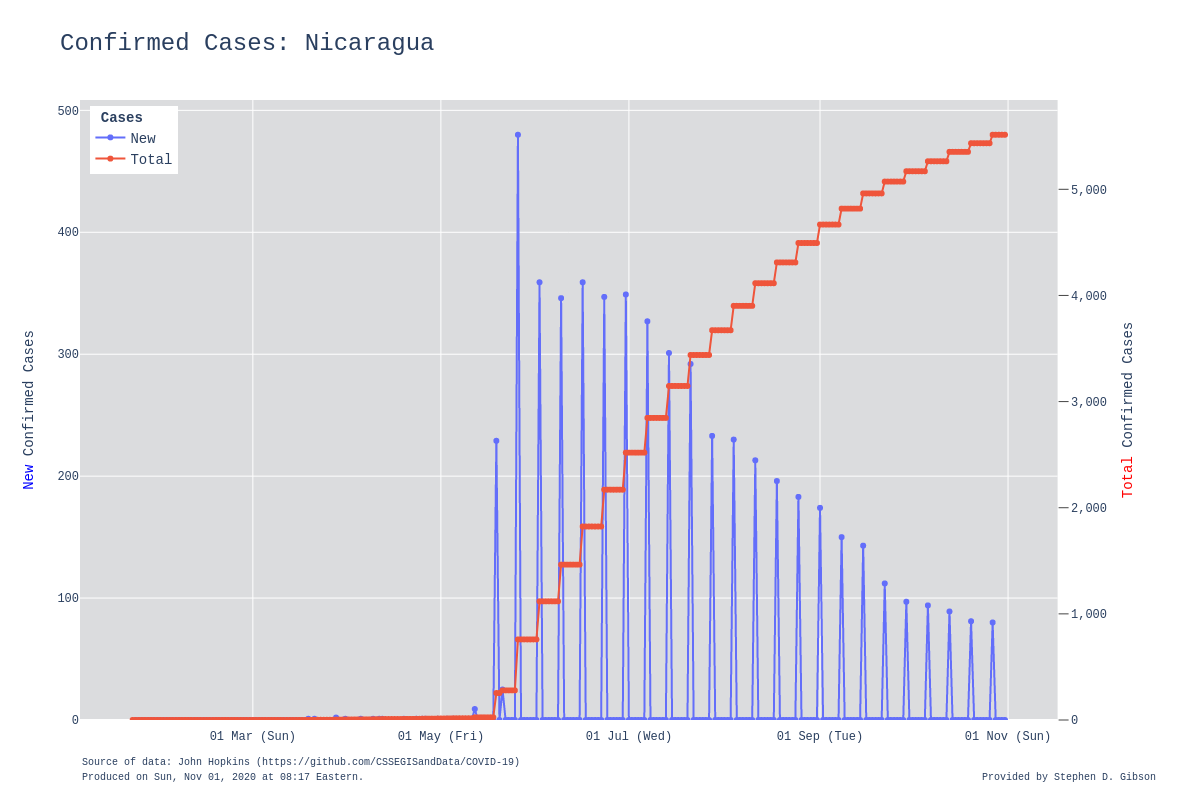 Confirmed Cases: Nicaragua
Cases
New
Total
500
400
300
200
100
0
5,000
4,000
3,000
2,000
1,000
0
New Confirmed Cases
Total Confirmed Cases
01 Mar (Sun)
01 May (Fri)
01 Jul (Wed)
01 Sep (Tue)
01 Nov (Sun)
Source of data: John Hopkins (https://github.com/CSSEGISandData/COVID-19)
Produced on Sun, Nov 01, 2020 at 08:17 Eastern.
Provided by Stephen D. Gibson